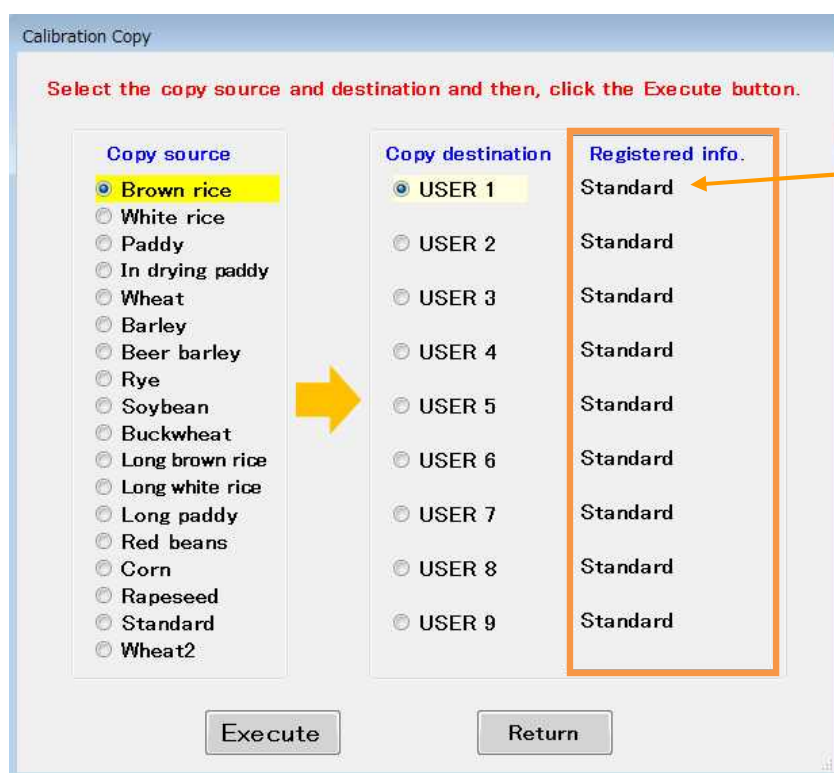 Calibration Copy
Select the copy source and destination and then, click the Execute button.
Copy source
Brown rice
White rice
Paddy
In drying paddy
Wheat
Barley
Beer barley
Rye
Soybean
Buckwheat
Long brown rice
Long white rice
Long paddy
Red beans
Corn
Rapeseed
Standard
Wheat2
Copy destination Registered info.
USER 1 Standard
USER 2 Standard
USER 3 Standard
USER 4 Standard
USER 5 Standard
USER 6 Standard
USER 7 Standard
USER 8 Standard
USER 9 Standard
Execute Return